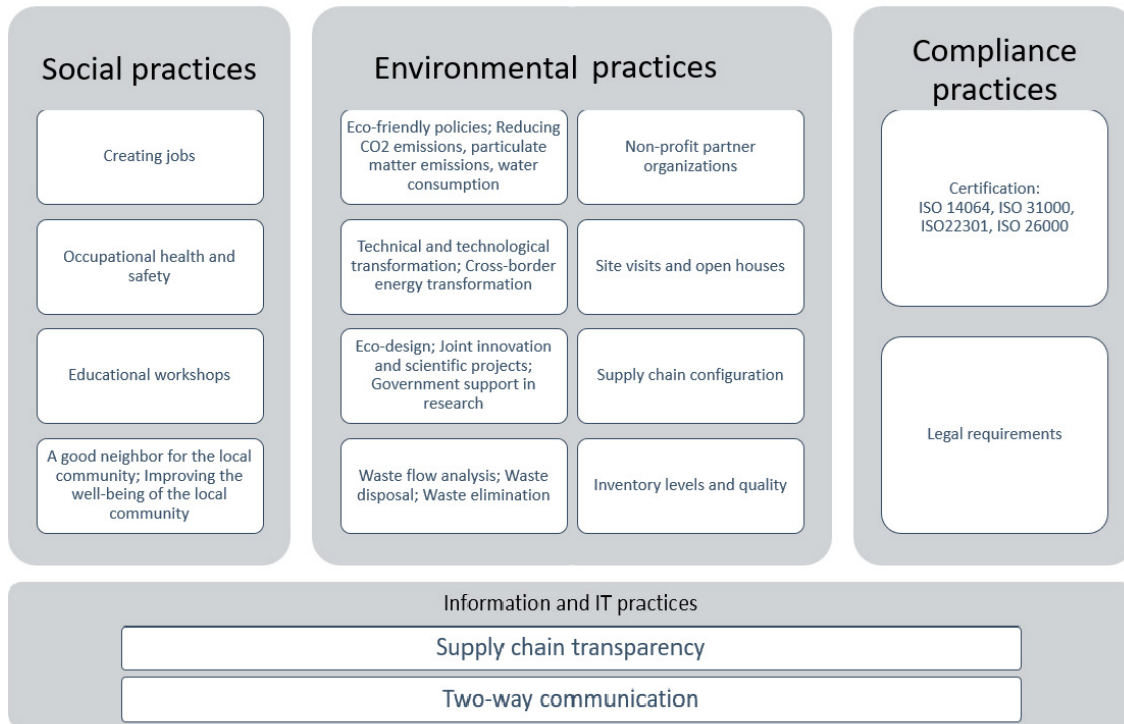 Social practices
Creating jobs
Occupational health and
safety
Educational workshops
A good neighbor for the local
community; Improving the
well-being of the local
community
Environmental practices
Eco-friendly policies; Reducing
CO2 emissions, particulate
matter emissions, water
consumption
Non-profit partner
organizations
Technical and technological
transformation; Cross-border
energy transformation
Site visits and open houses
Eco-design; Joint innovation
and scientific projects;
Government support in
research
Supply chain configuration
Waste flow analysis; Waste
disposal; Waste elimination
Inventory levels and quality
Compliance
practices
Certification:
ISO 14064, ISO 31000,
ISO22301, ISO 26000
Legal requirements
Information and IT practices
Supply chain transparency
Two-way communication